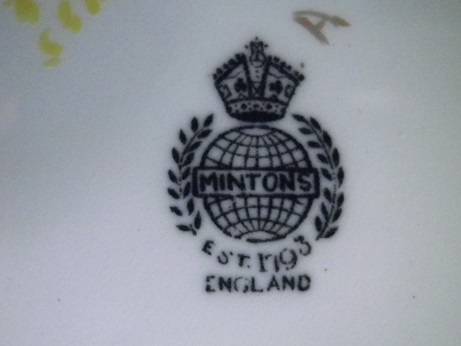 A
MINTONS
EST. 1793
ENGLAND